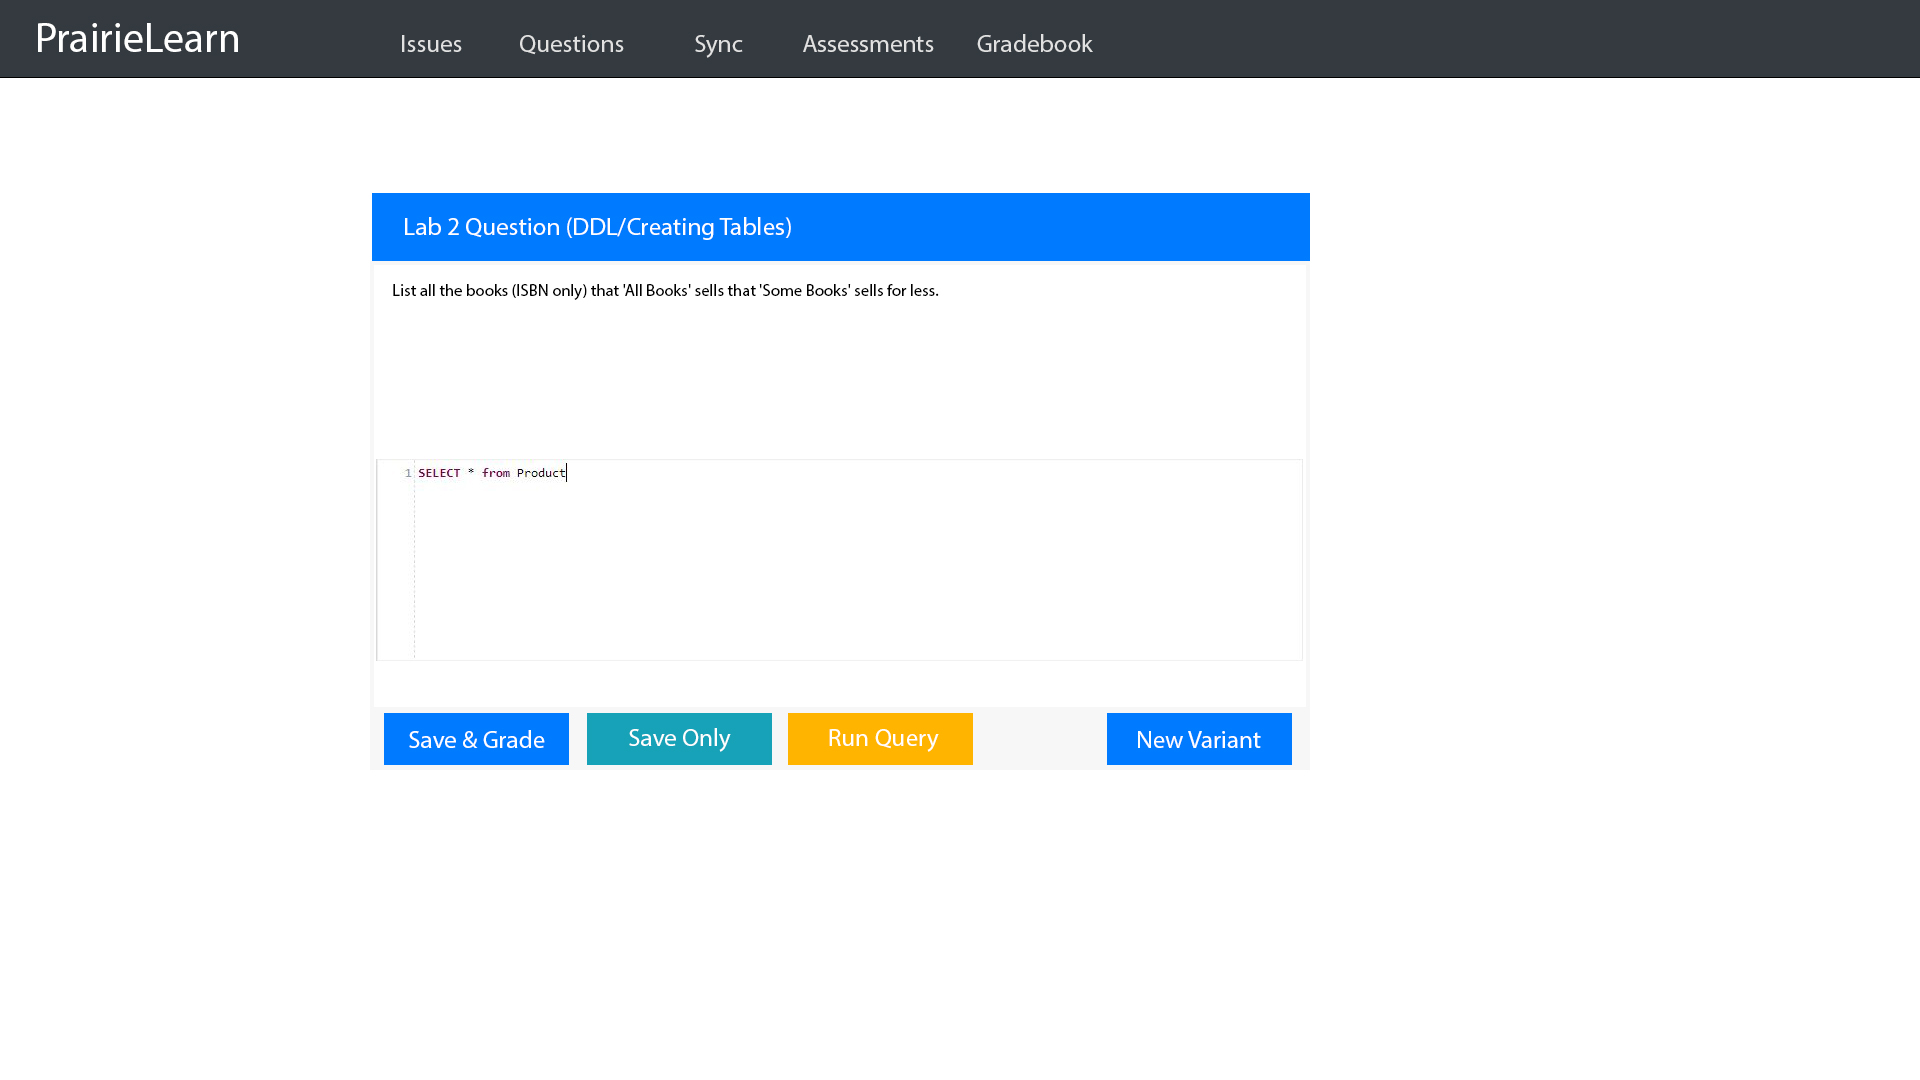 PrairieLearn
Issues Questions Sync Assessments Gradebook
Lab 2 Question (DDL/Creating Tables)
List all the books (ISBN only) that 'All Books' sells that 'Some Books' sells for less.
1 SELECT * from Product
Save & Grade Save Only Run Query New Variant